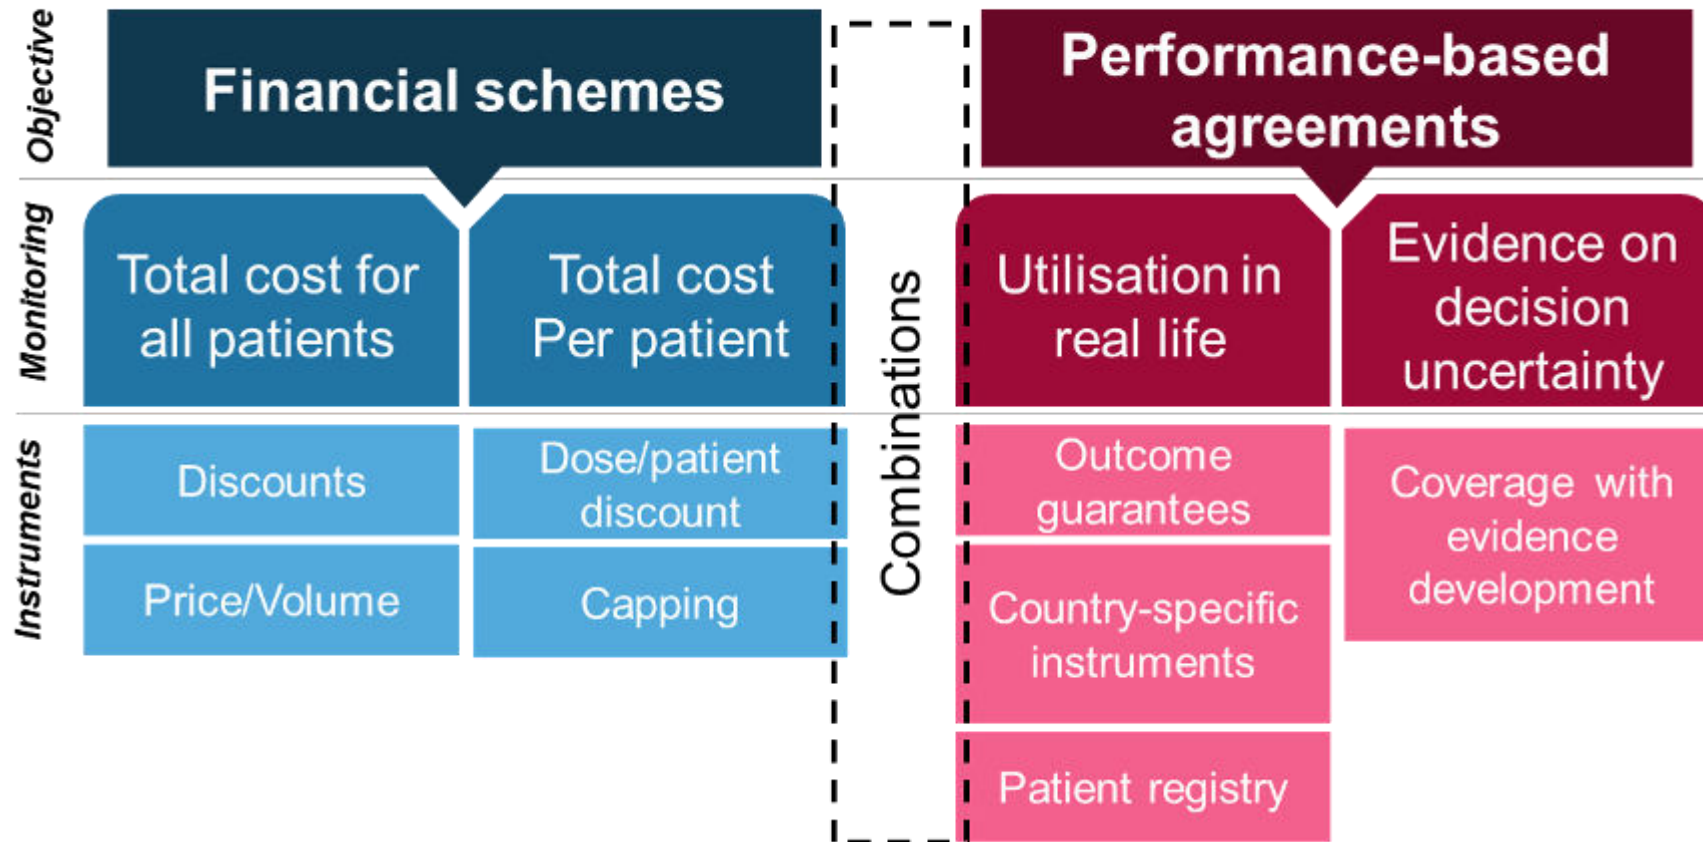 Objective
Financial schemes
Performance-based
agreements
Monitoring
Total cost for
all patients
Total cost
Per patient
Combinations
Utilisation in
real life
Evidence on
decision
uncertainty
Instruments
Discounts
Price/Volume
Dose/patient
discount
Capping
Outcome
guarantees
Country-specific
instruments
Patient registry
Coverage with
evidence
development